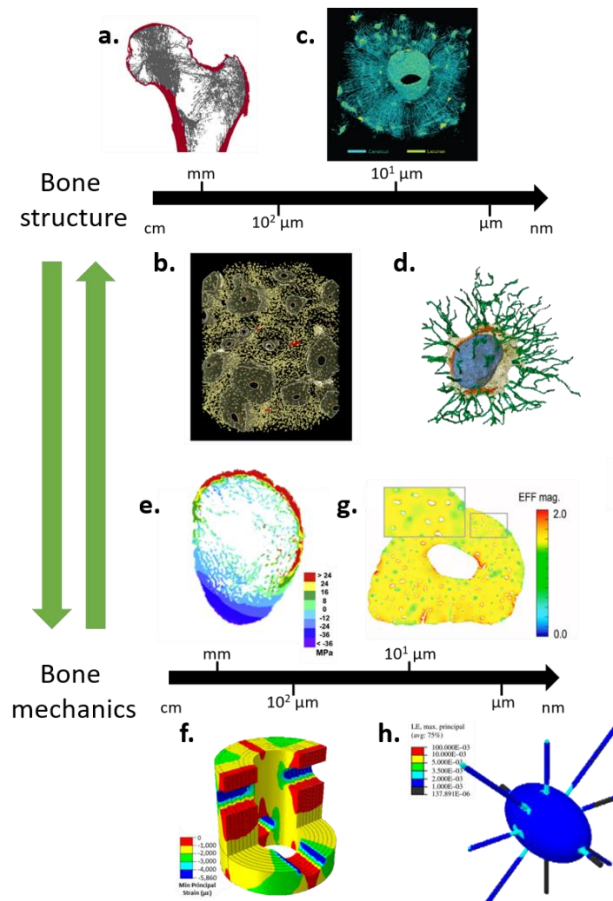 a.
c.
Canaliculi
Lacunae
Bone
structure
mm
10¹ µm
cm
10² µm
µm
nm
b.
d.
e.
> 24
24
16
8
0
-12
-24
-36
< -36
MPa
g.
EFF mag.
2.0
0.0
Bone
mechanics
mm
10¹ µm
cm
10² µm
µm
nm
f.
0
-1,000
-2,000
-3,000
-4,000
-5,860
Min Principal
Strain (µε)
h.
LE, max. principal
(avg: 75%)
100.000E-03
10.000E-03
5.000E-03
3.500E-03
2.000E-03
1.000E-03
137.891E-06